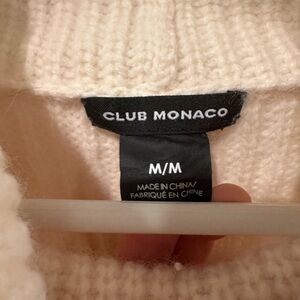 CLUB MONACO
M/M
MADE IN CHINA/
FABRIQUÉ EN CHINE